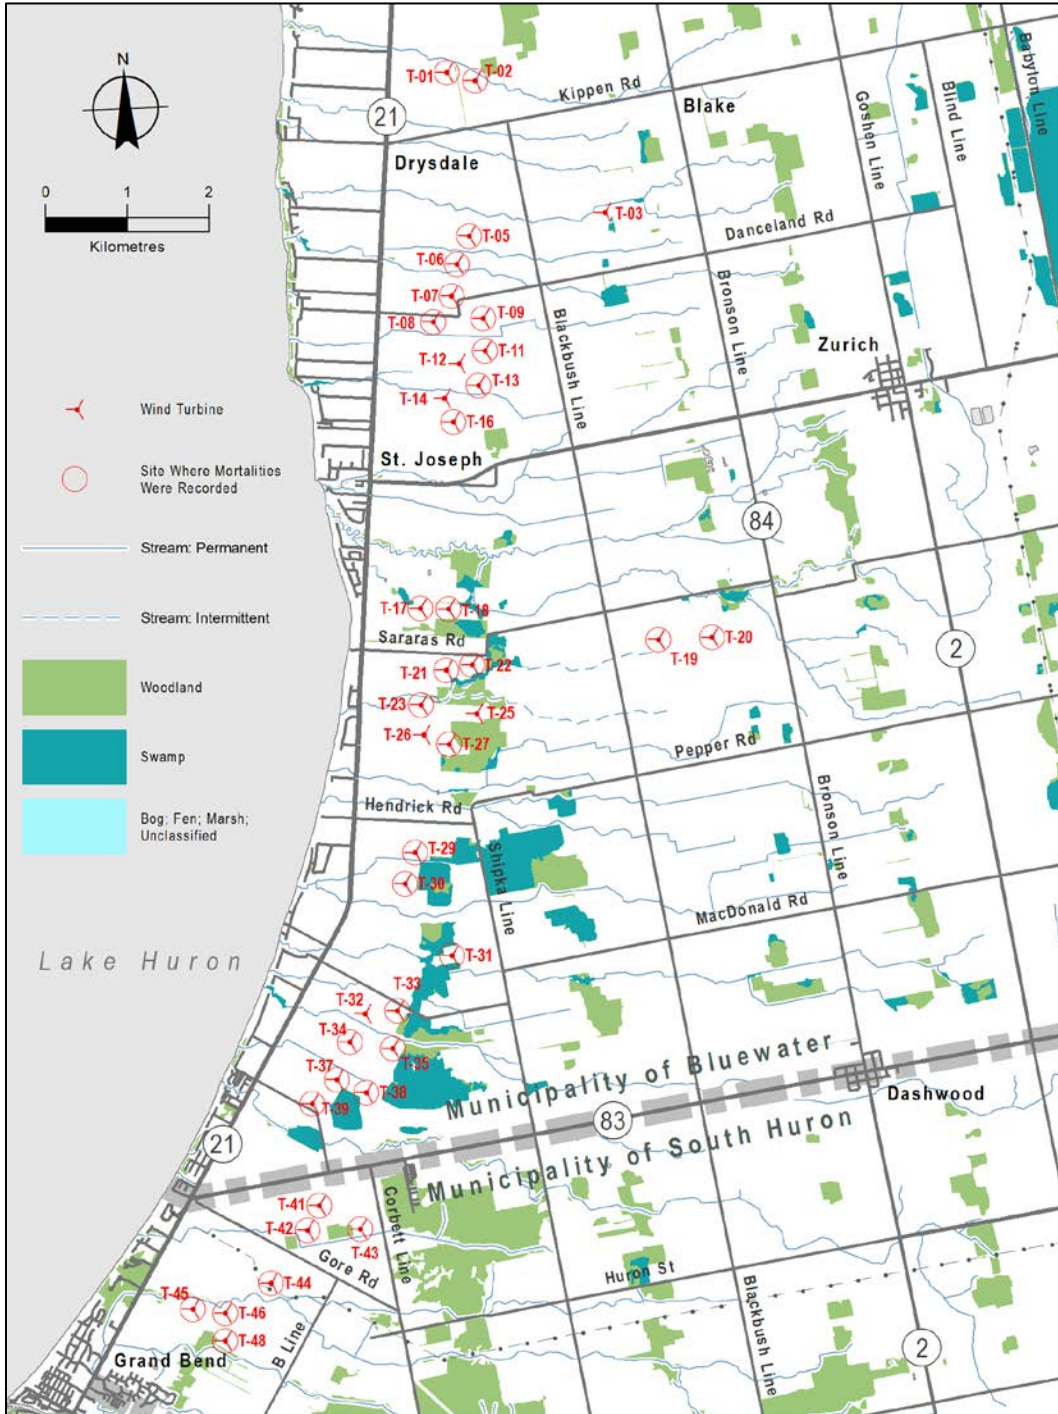 N
0 1 2
Kilometres
Wind Turbine
Site Where Mortalities
Were Recorded
Stream: Permanent
Stream: Intermittent
Woodland
Swamp
Bog; Fen; Marsh;
Unclassified
Lake Huron
T-01
T-02
Kippen Rd
Blake
21
Drysdale
Goshen Line
Blind Line
Babylon Line
T-03
Danceland Rd
T-05
T-06
T-07
T-08
T-09
T-11
T-12
T-13
T-14
T-16
Blackbush Line
Bronson Line
Zurich
St. Joseph
84
T-17
T-18
Sararas Rd
T-19
T-20
2
T-21
T-22
T-23
T-25
T-26
T-27
Pepper Rd
Hendrick Rd
Shipka Line
Bronson Line
T-29
T-30
MacDonald Rd
T-31
T-33
T-32
T-34
T-35
T-37
T-38
T-39
Municipality of Bluewater
Dashwood
83
Municipality of South Huron
21
T-41
T-42
T-43
Corbett Line
Gore Rd
Huron St
T-44
T-45
T-46
T-48
B Line
Blackbush Line
2
Grand Bend